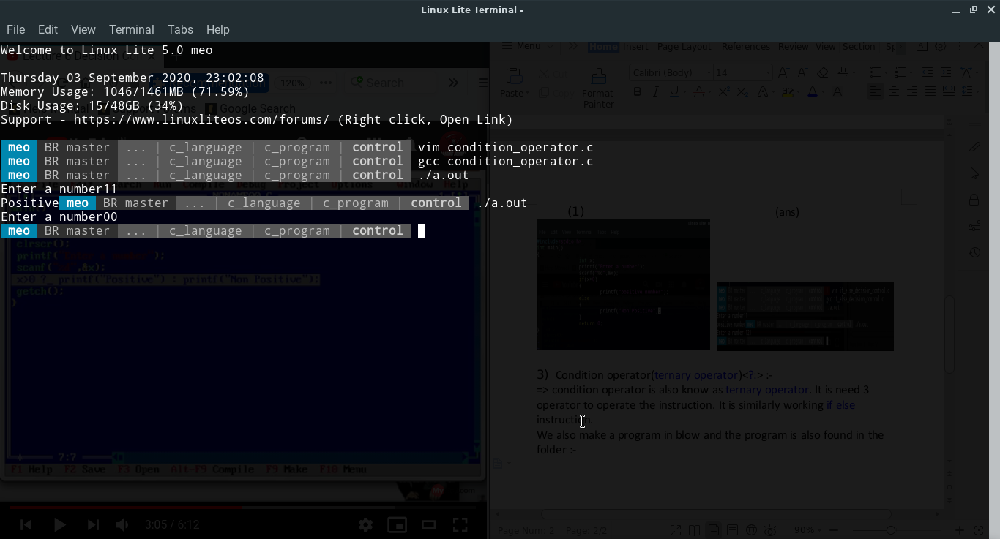 Linux Lite Terminal -
File Edit View Terminal Tabs Help
Welcome to Linux Lite 5.0 meo
Thursday 03 September 2020, 23:02:08
Memory Usage: 1046/1461MB (71.59%)
Disk Usage: 15/48GB (34%)
Support - https://www.linuxliteos.com/forums/ (Right click, Open Link)
meo BR master ... | c_language | c_program | control vim condition_operator.c
meo BR master ... | c_language | c_program | control gcc condition_operator.c
meo BR master ... | c_language | c_program | control ./a.out
Enter a number11
Positive meo BR master ... | c_language | c_program | control ./a.out
Enter a number00
meo BR master ... | c_language | c_program | control
clrscr();
printf("Enter a number");
scanf("%d",&x);
x>0 ?_ printf("Positive") : printf("Non Positive");
getch();
}
7:7
F1 Help F2 Save F3 Open Alt-F9 Compile F9 Make F10 Menu
3:05 / 6:12
120%
Search
Google Search
Menu Home Insert Page Layout References Review View Section
Calibri (Body) 14
Paste Format
Painter
(1) (ans)
3) Condition operator(ternary operator)<?:> :-
=> condition operator is also know as ternary operator. It is need 3
operator to operate the instruction. It is similarly working if else
instruction.
We also make a program in blow and the program is also found in the
folder :-
Page Num: 2 Page: 2/2 90%